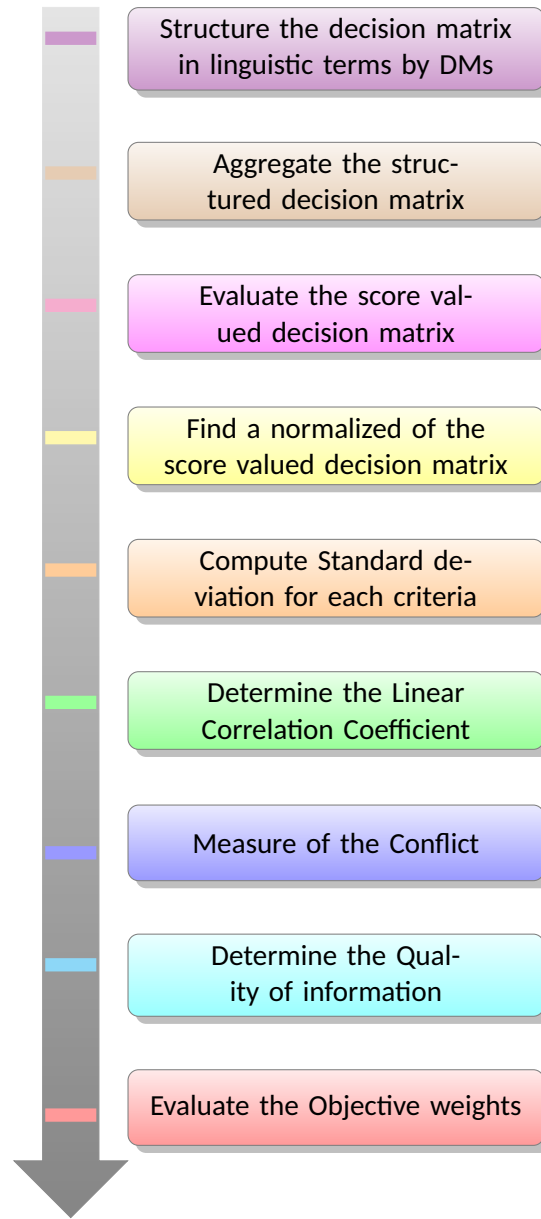 Structure the decision matrix
in linguistic terms by DMs
Aggregate the struc-
tured decision matrix
Evaluate the score val-
ued decision matrix
Find a normalized of the
score valued decision matrix
Compute Standard de-
viation for each criteria
Determine the Linear
Correlation Coefficient
Measure of the Conflict
Determine the Qual-
ity of information
Evaluate the Objective weights